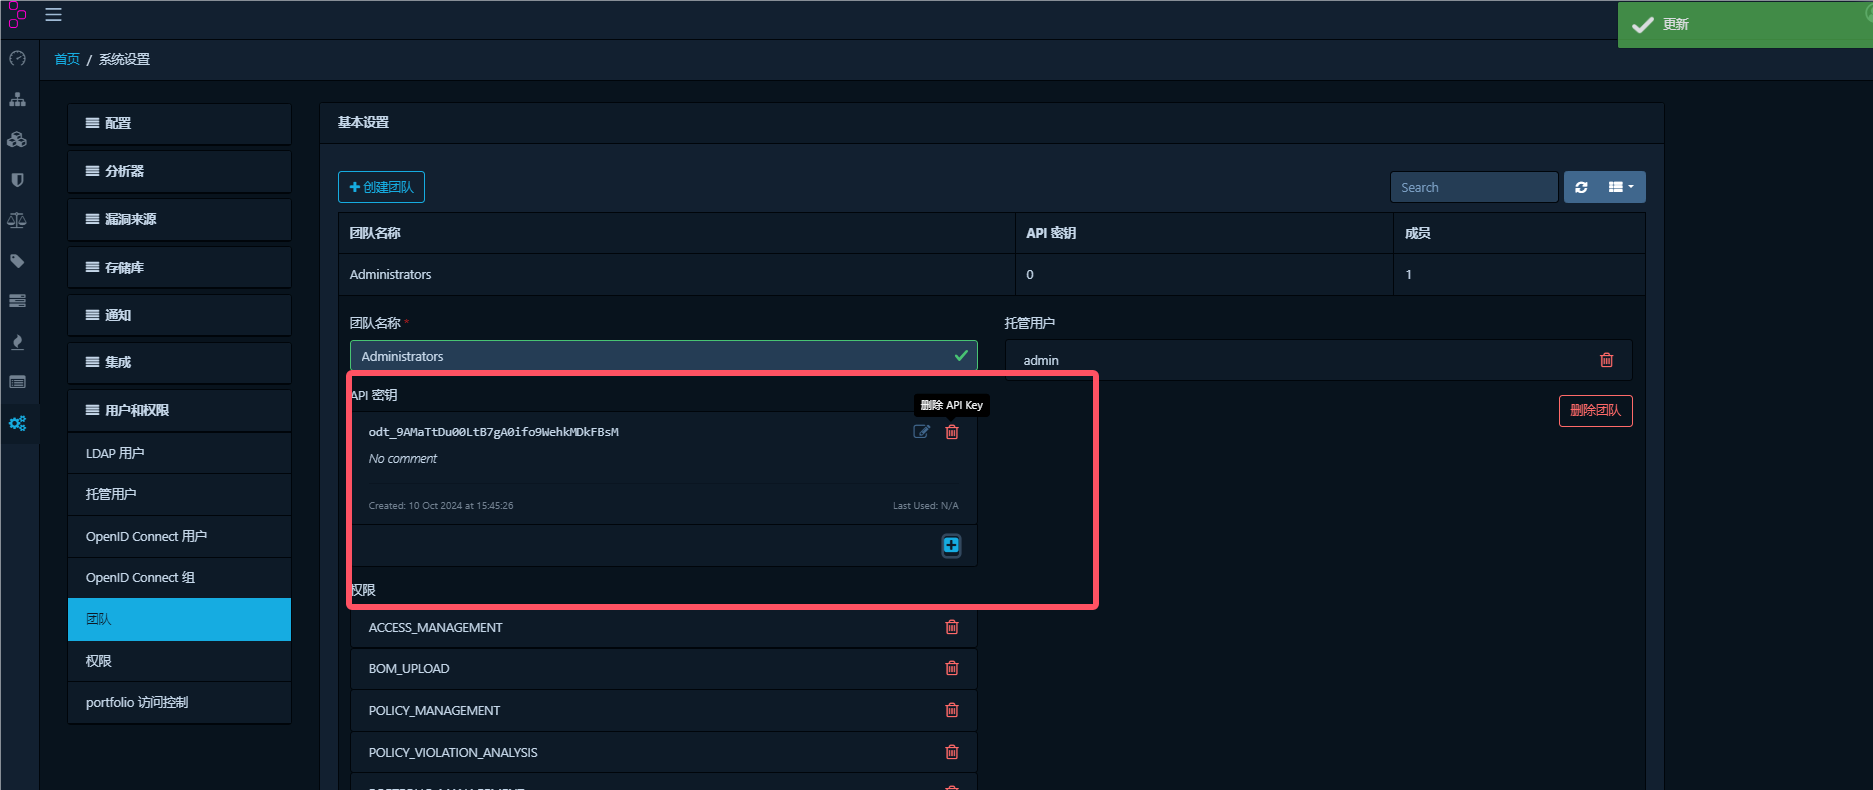 更新
首页 / 系统设置
配置
分析器
漏洞来源
存储库
通知
集成
用户和权限
LDAP 用户
托管用户
OpenID Connect 用户
OpenID Connect 组
团队
权限
portfolio 访问控制
基本设置
创建团队
Search
团队名称 API 密钥 成员
Administrators 0 1
团队名称 *
Administrators
托管用户
admin
删除团队
API 密钥
删除 API Key
odt_9AMaTtDu00LtB7gA0ifo9WehkMDkFBsM
No comment
Created: 10 Oct 2024 at 15:45:26 Last Used: N/A
权限
ACCESS_MANAGEMENT
BOM_UPLOAD
POLICY_MANAGEMENT
POLICY_VIOLATION_ANALYSIS